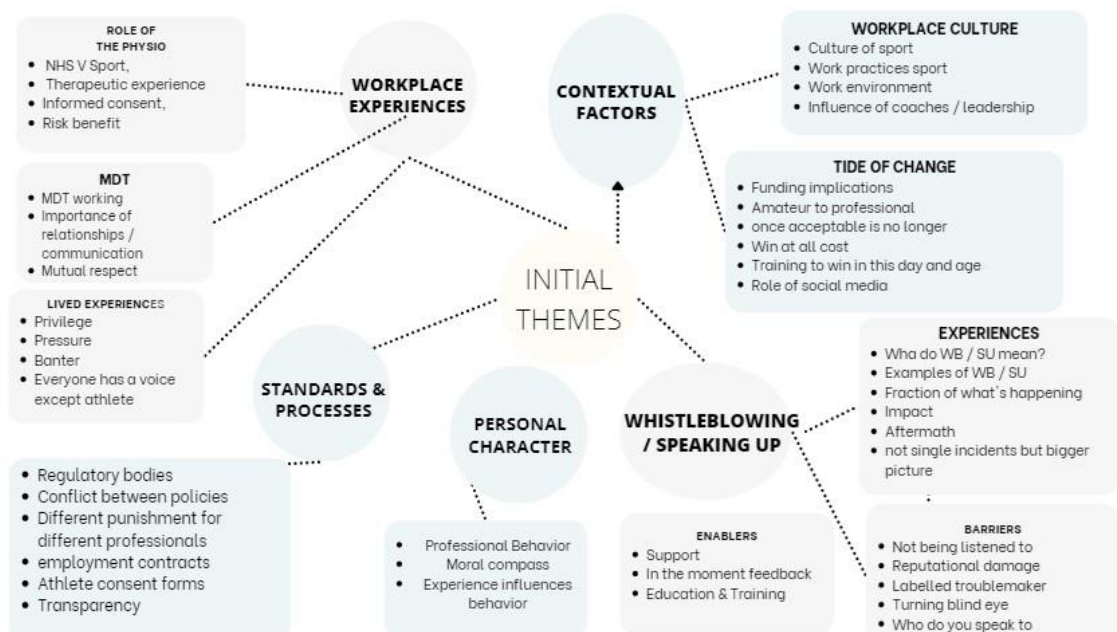 ROLE OF
THE PHYSIO
• NHS V Sport,
• Therapeutic experience
• Informed consent,
• Risk benefit
MDT
• MDT working
• Importance of
relationships /
communication
• Mutual respect
LIVED EXPERIENCES
• Privilege
• Pressure
• Banter
• Everyone has a voice
except athlete
WORKPLACE
EXPERIENCES
CONTEXTUAL
FACTORS
WORKPLACE CULTURE
• Culture of sport
• Work practices sport
• Work environment
• Influence of coaches / leadership
TIDE OF CHANGE
• Funding implications
• Amateur to professional
• once acceptable is no longer
• Win at all cost
• Training to win in this day and age
• Role of social media
INITIAL
THEMES
STANDARDS &
PROCESSES
• Regulatory bodies
• Conflict between policies
• Different punishment for
different professionals
• employment contracts
• Athlete consent forms
• Transparency
PERSONAL
CHARACTER
• Professional Behavior
• Moral compass
• Experience influences
behavior
WHISTLEBLOWING
/ SPEAKING UP
EXPERIENCES
• Wha do WB / SU mean?
• Examples of WB / SU
• Fraction of what's happening
• Impact
• Aftermath
• not single incidents but bigger
picture
ENABLERS
• Support
• In the moment feedback
• Education & Training
BARRIERS
• Not being listened to
• Reputational damage
• Labelled troublemaker
• Turning blind eye
• Who do you speak to